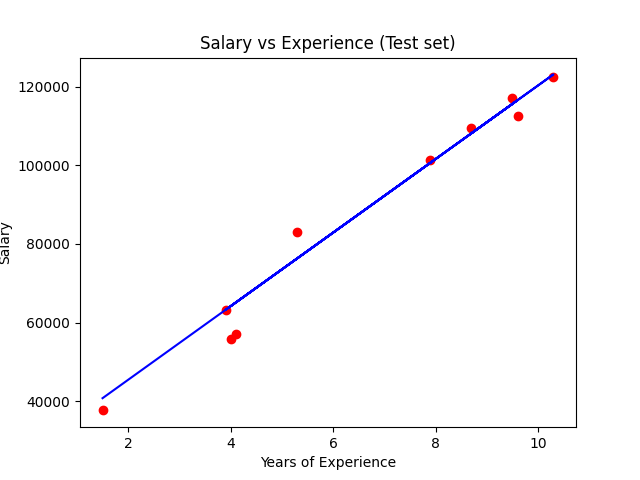 Salary vs Experience (Test set)
120000
100000
80000
60000
40000
Salary
2 4 6 8 10
Years of Experience